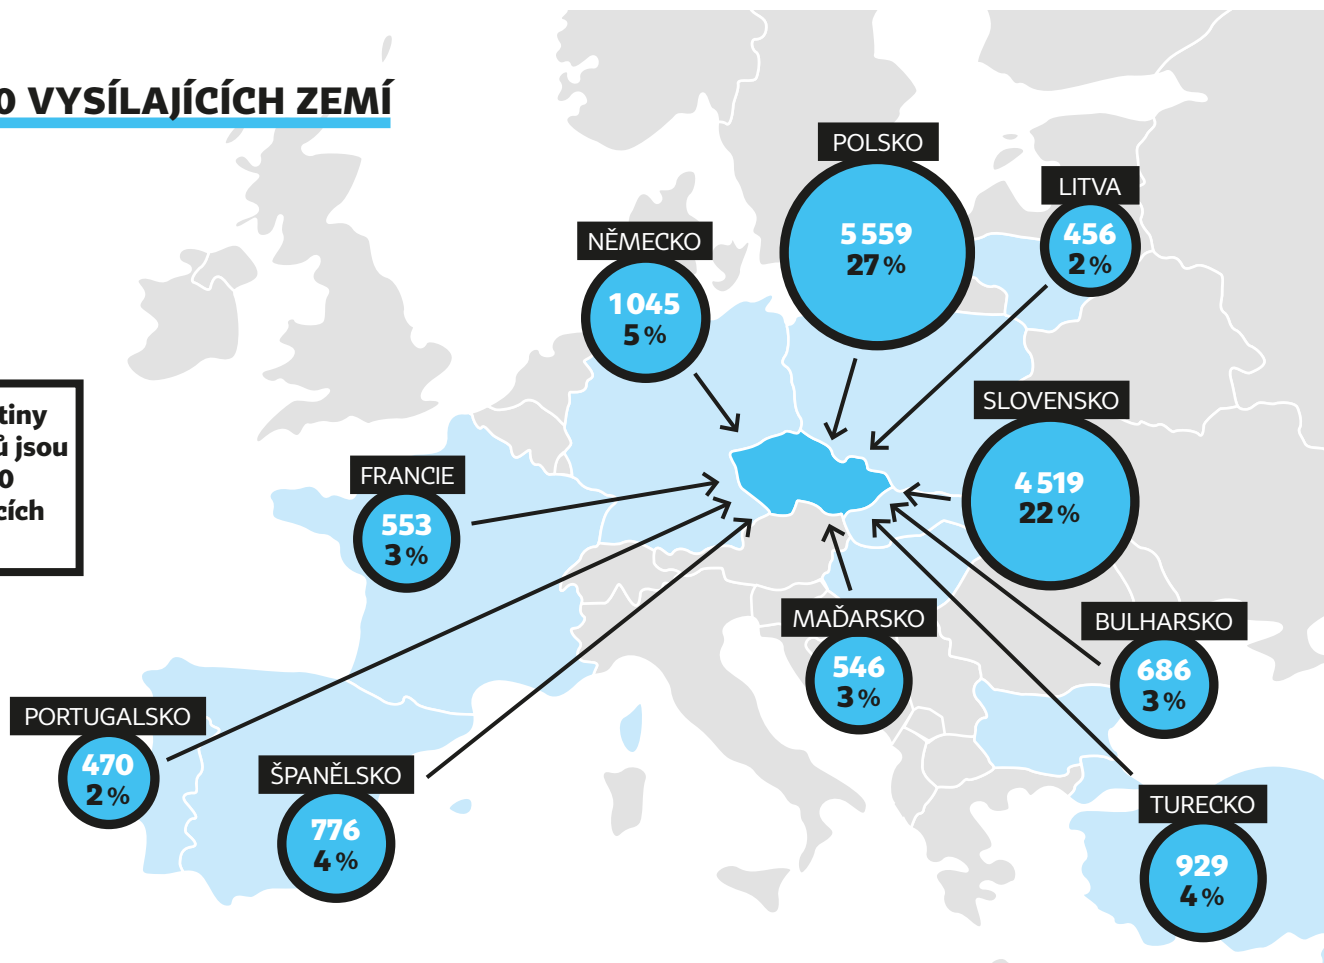 0 VYSÍLAJÍCÍCH ZEMÍ
POLSKO
5 559
27 %
LITVA
456
2 %
NĚMECKO
1 045
5 %
tiny
ů jsou
0
cích
SLOVENSKO
4 519
22 %
FRANCIE
553
3 %
MAĎARSKO
546
3 %
BULHARSKO
686
3 %
PORTUGALSKO
470
2 %
ŠPANĚLSKO
776
4 %
TURECKO
929
4 %